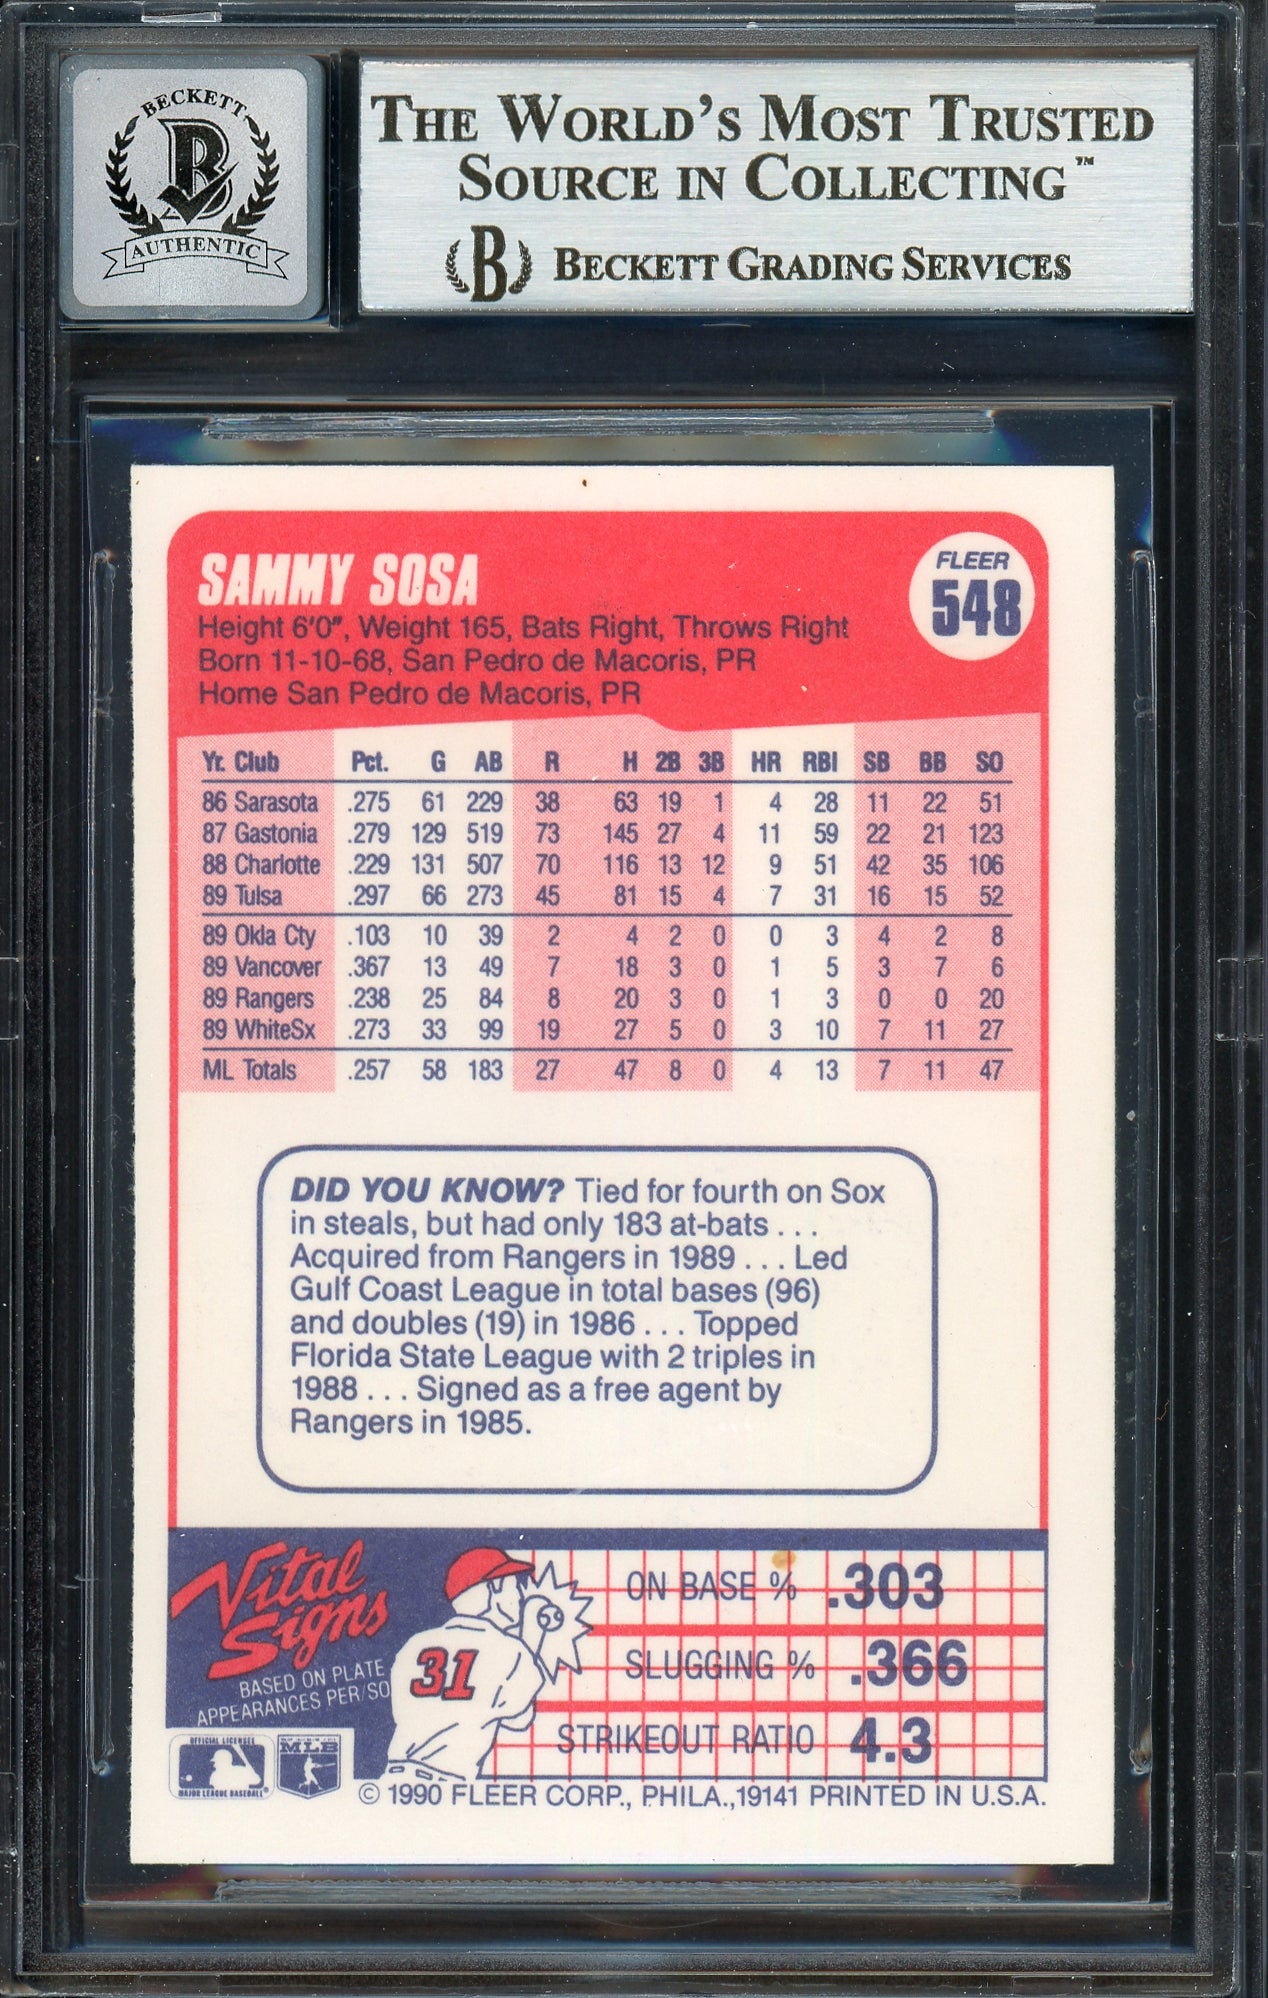 BECKETT
B
AUTHENTIC
THE WORLD'S MOST TRUSTED
SOURCE IN COLLECTING™
B BECKETT GRADING SERVICES
SAMMY SOSA
FLEER
548
Height 6'0", Weight 165, Bats Right, Throws Right
Born 11-10-68, San Pedro de Macoris, PR
Home San Pedro de Macoris, PR
Yr. Club Pct. G AB R H 2B 3B HR RBI SB BB SO
86 Sarasota .275 61 229 38 63 19 1 4 28 11 22 51
87 Gastonia .279 129 519 73 145 27 4 11 59 22 21 123
88 Charlotte .229 131 507 70 116 13 12 9 51 42 35 106
89 Tulsa .297 66 273 45 81 15 4 7 31 16 15 52
89 Okla Cty .103 10 39 2 4 2 0 0 3 4 2 8
89 Vancover .367 13 49 7 18 3 0 1 5 3 7 6
89 Rangers .238 25 84 8 20 3 0 1 3 0 0 20
89 WhiteSx .273 33 99 19 27 5 0 3 10 7 11 27
ML Totals .257 58 183 27 47 8 0 4 13 7 11 47
DID YOU KNOW? Tied for fourth on Sox
in steals, but had only 183 at-bats . . .
Acquired from Rangers in 1989 . . . Led
Gulf Coast League in total bases (96)
and doubles (19) in 1986 . . . Topped
Florida State League with 2 triples in
1988 . . . Signed as a free agent by
Rangers in 1985.
Vital
Signs
BASED ON PLATE
APPEARANCES PER/SO
31
ON BASE % .303
SLUGGING % .366
STRIKEOUT RATIO 4.3
OFFICIAL LICENSEE
MAJOR LEAGUE BASEBALL®
MLB
© 1990 FLEER CORP., PHILA.,19141 PRINTED IN U.S.A.